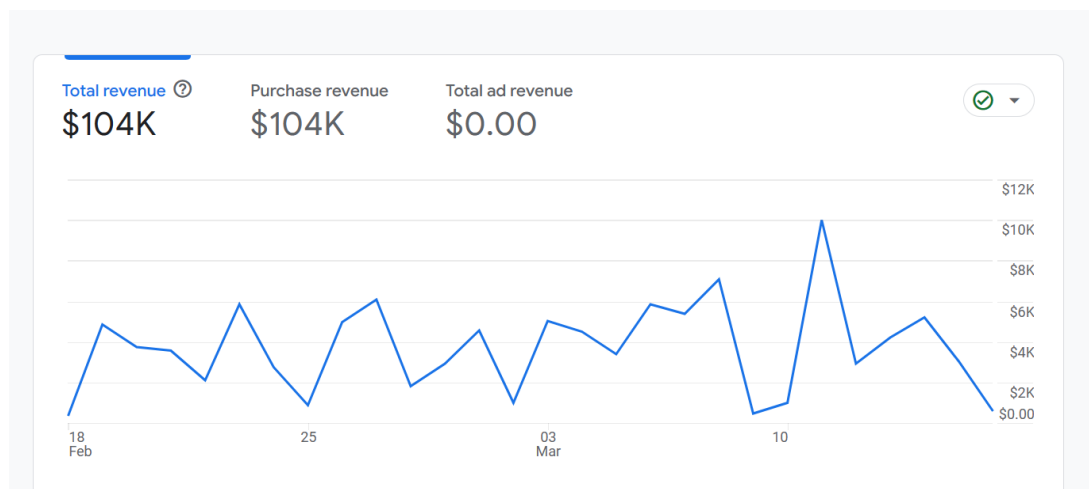 Total revenue Purchase revenue Total ad revenue
$104K $104K $0.00
$12K
$10K
$8K
$6K
$4K
$2K
$0.00
18 25 03 10
Feb Mar